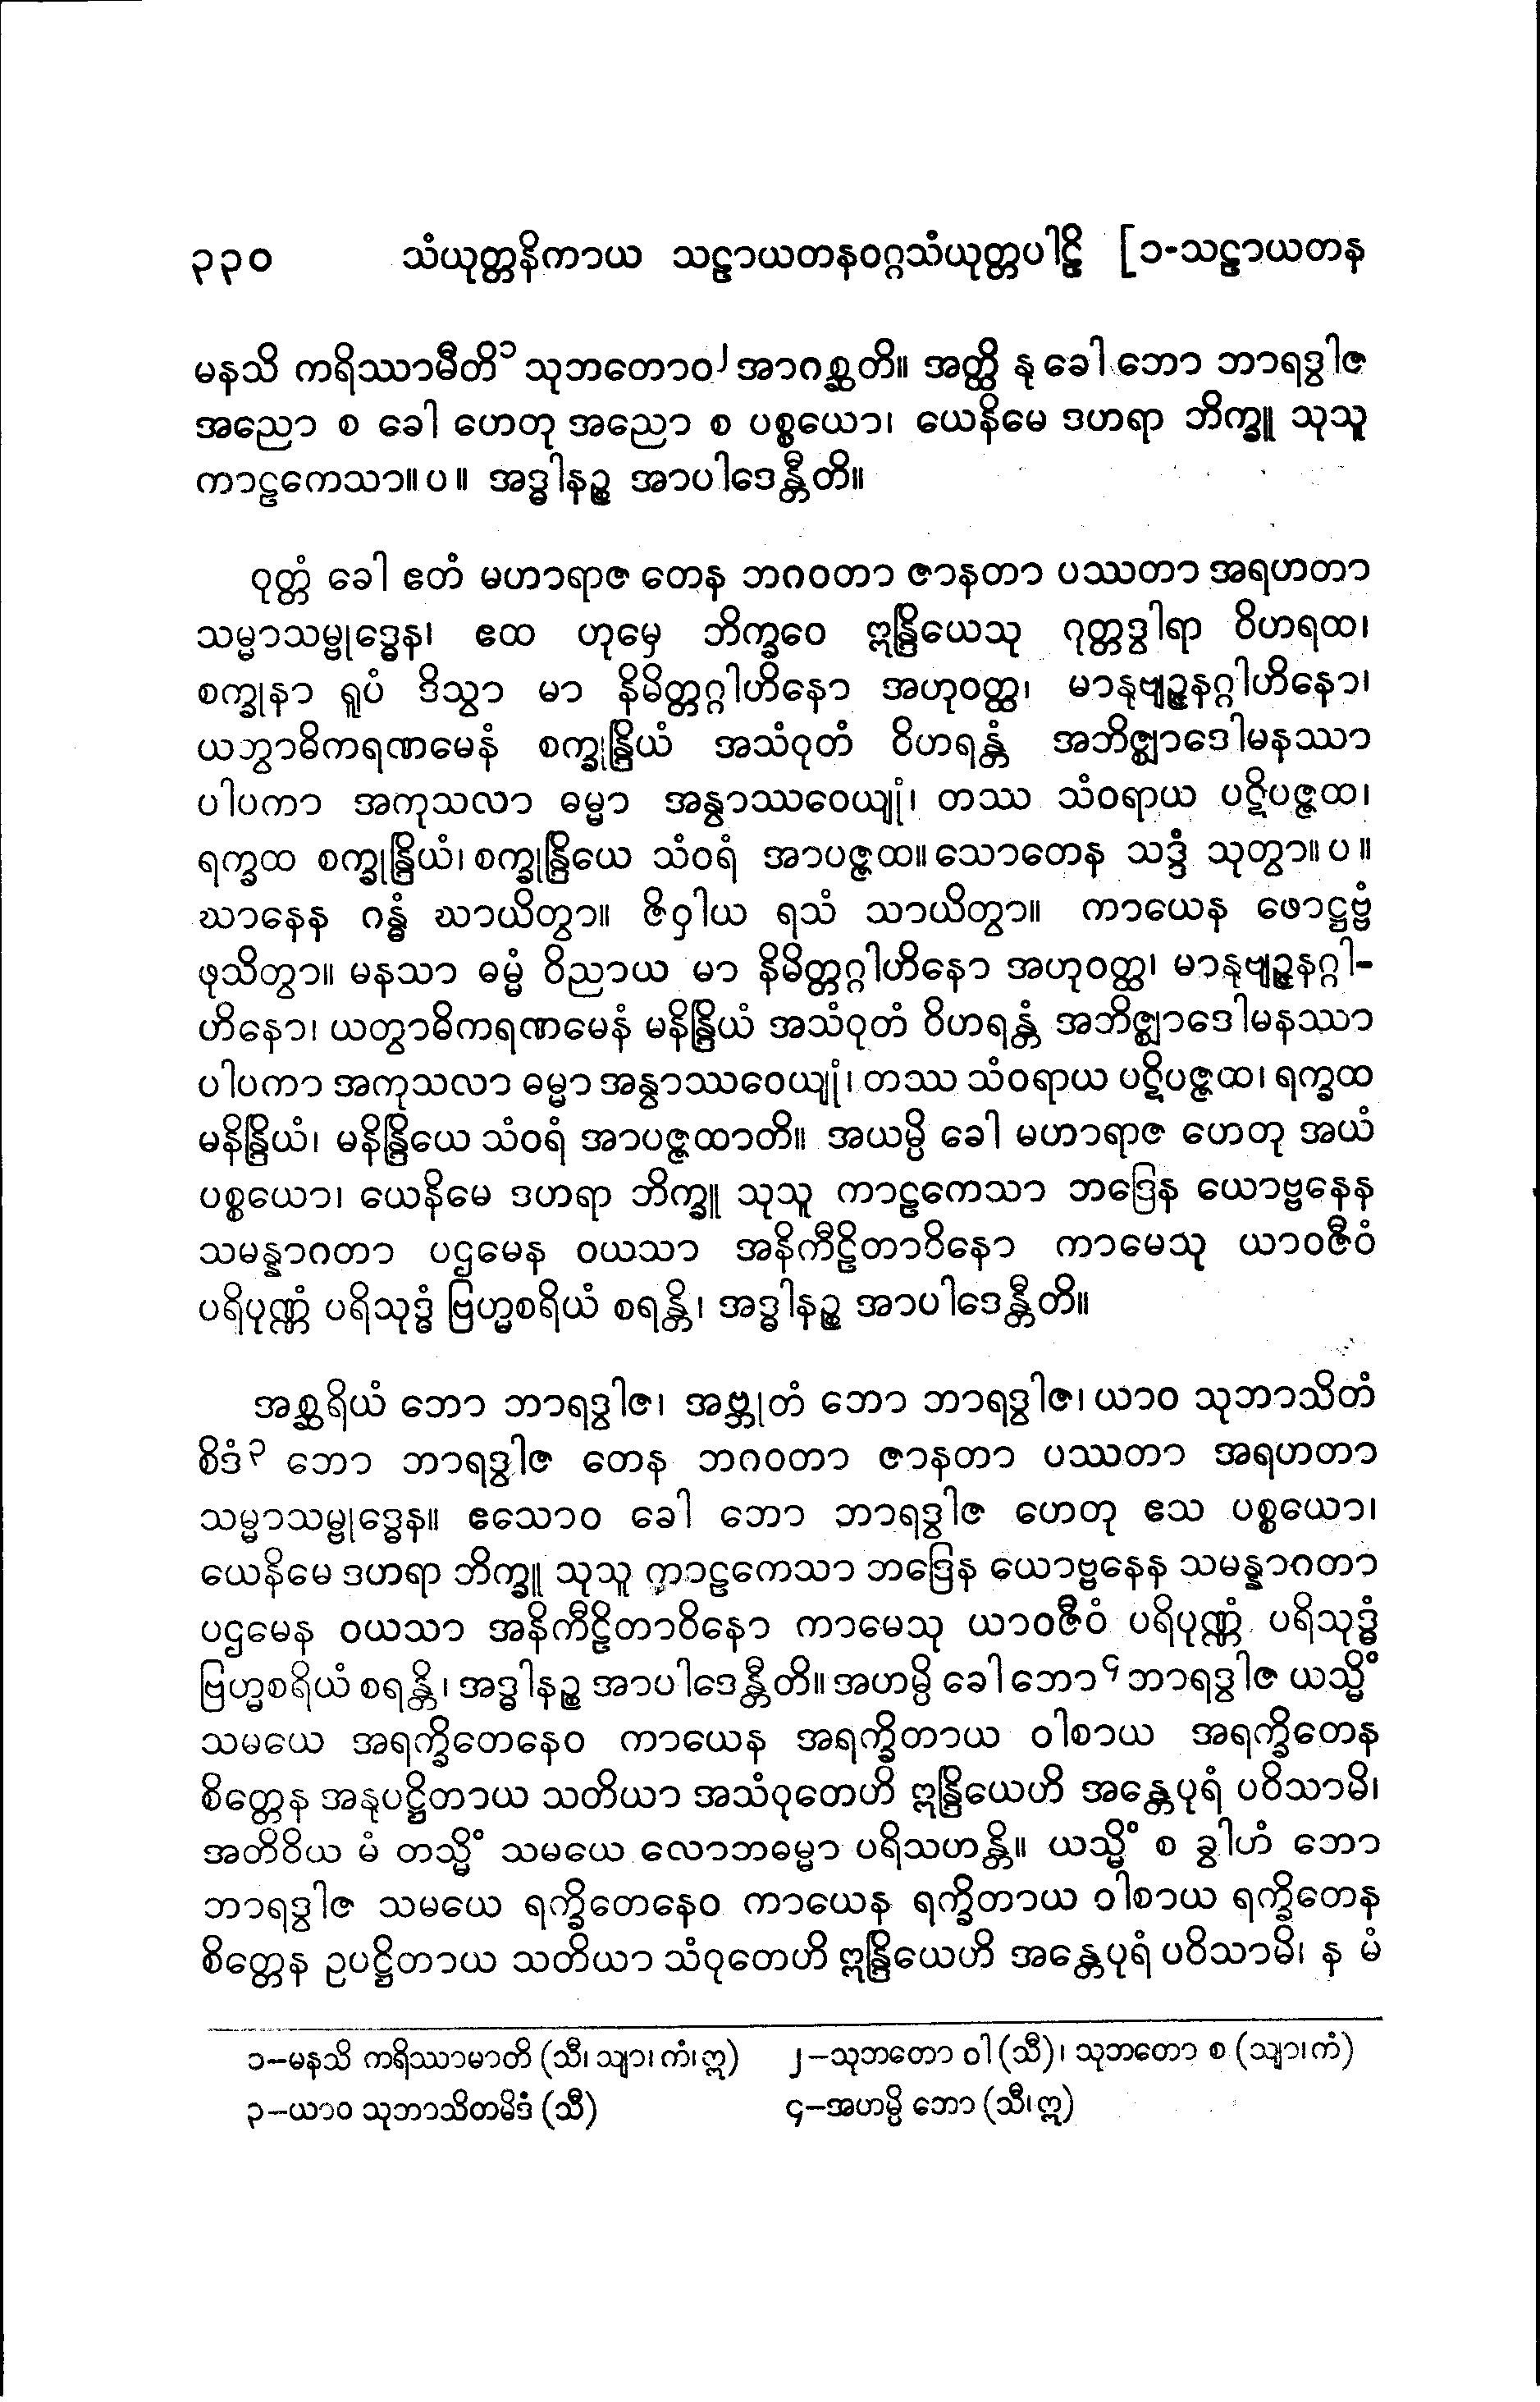 ၃၃၀ သံယုတ္တနိကာယ သဠာယတနဝဂ္ဂသံယုတ္တပါဠိ [၁-သဠာယတန
မနသိ ကရိဿာမီတိ၁ သုဘတောဝ၂ အာဂစ္ဆတိ။ အတ္ထိ နု ခေါ ဘော ဘာရဒွါဇ
အညော စ ခေါ ဟေတု အညော စ ပစ္စယော၊ ယေနိမေ ဒဟရာ ဘိက္ခူ သုသူ
ကာဠကေသာ။ပ။ အဒ္ဓါနဉ္စ အာပါဒေန္တီတိ။
ဝုတ္တံ ခေါ ဧတံ မဟာရာဇ တေန ဘဂဝတာ ဇာနတာ ပဿတာ အရဟတာ
သမ္မာသမ္ဗုဒ္ဓေန၊ ဧထ တုမှေ ဘိက္ခဝေ ဣန္ဒြိယေသု ဂုတ္တဒွါရာ ဝိဟရထ၊
စက္ခုနာ ရူပံ ဒိသွာ မာ နိမိတ္တဂ္ဂါဟိနော အဟုဝတ္ထ၊ မာနုဗျဉ္ဇနဂ္ဂါဟိနော၊
ယတွာဓိကရဏမေနံ စက္ခုန္ဒြိယံ အသံဝုတံ ဝိဟရန္တံ အဘိဇ္ဈာဒေါမနဿာ
ပါပကာ အကုသလာ ဓမ္မာ အနွာဿဝေယျုံ၊ တဿ သံဝရာယ ပဋိပဇ္ဇထ၊
ရက္ခထ စက္ခုန္ဒြိယံ၊ စက္ခုန္ဒြိယေ သံဝရံ အာပဇ္ဇထ။ သောတေန သဒ္ဒံ သုတွာ။ပ။
ဃာနေန ဂန္ဓံ ဃာယိတွာ။ ဇိဝှါယ ရသံ သာယိတွာ။ ကာယေန ဖောဋ္ဌဗ္ဗံ
ဖုသိတွာ။ မနသာ ဓမ္မံ ဝိညာယ မာ နိမိတ္တဂ္ဂါဟိနော အဟုဝတ္ထ၊ မာနုဗျဉ္ဇနဂ္ဂါ-
ဟိနော၊ ယတွာဓိကရဏမေနံ မနိန္ဒြိယံ အသံဝုတံ ဝိဟရန္တံ အဘိဇ္ဈာဒေါမနဿာ
ပါပကာ အကုသလာ ဓမ္မာ အနွာဿဝေယျုံ၊ တဿ သံဝရာယ ပဋိပဇ္ဇထ၊ ရက္ခထ
မနိန္ဒြိယံ၊ မနိန္ဒြိယေ သံဝရံ အာပဇ္ဇထာတိ။ အယမ္ပိ ခေါ မဟာရာဇ ဟေတု အယံ
ပစ္စယော၊ ယေနိမေ ဒဟရာ ဘိက္ခူ သုသူ ကာဠကေသာ ဘဒြေန ယောဗ္ဗနေန
သမန္နာဂတာ ပဌမေန ဝယသာ အနိကီဠိတာဝိနော ကာမေသု ယာဝဇီဝံ
ပရိပုဏ္ဏံ ပရိသုဒ္ဓံ ဗြဟ္မစရိယံ စရန္တိ၊ အဒ္ဓါနဉ္စ အာပါဒေန္တီတိ။
အစ္ဆရိယံ ဘော ဘာရဒွါဇ၊ အဗ္ဘုတံ ဘော ဘာရဒွါဇ၊ ယာဝ သုဘာသိတံ
စိဒံ၃ ဘော ဘာရဒွါဇ တေန ဘဂဝတာ ဇာနတာ ပဿတာ အရဟတာ
သမ္မာသမ္ဗုဒ္ဓေန။ ဧသောဝ ခေါ ဘော ဘာရဒွါဇ ဟေတု ဧသ ပစ္စယော၊
ယေနိမေ ဒဟရာ ဘိက္ခူ သုသူ ကာဠကေသာ ဘဒြေန ယောဗ္ဗနေန သမန္နာဂတာ
ပဌမေန ဝယသာ အနိကီဠိတာဝိနော ကာမေသု ယာဝဇီဝံ ပရိပုဏ္ဏံ ပရိသုဒ္ဓံ
ဗြဟ္မစရိယံ စရန္တိ၊ အဒ္ဓါနဉ္စ အာပါဒေန္တီတိ။ အဟမ္ပိ ခေါ ဘော၄ ဘာရဒွါဇ ယသ္မိံ
သမယေ အရက္ခိတေနေဝ ကာယေန အရက္ခိတာယ ဝါစာယ အရက္ခိတေန
စိတ္တေန အနုပဋ္ဌိတာယ သတိယာ အသံဝုတေဟိ ဣန္ဒြိယေဟိ အန္တေပုရံ ပဝိသာမိ၊
အတိဝိယ မံ တသ္မိံ သမယေ လောဘဓမ္မာ ပရိသဟန္တိ။ ယသ္မိံ စ ခွါဟံ ဘော
ဘာရဒွါဇ သမယေ ရက္ခိတေနေဝ ကာယေန ရက္ခိတာယ ဝါစာယ ရက္ခိတေန
စိတ္တေန ဥပဋ္ဌိတာယ သတိယာ သံဝုတေဟိ ဣန္ဒြိယေဟိ အန္တေပုရံ ပဝိသာမိ၊ န မံ
၁–မနသိ ကရိဿာမာတိ (သီ၊ သျာ၊ ကံ၊ ဣ) ၂–သုဘတော ဝါ (သီ)၊ သုဘတော စ (သျာ၊ ကံ)
၃–ယာဝ သုဘာသိတမိဒံ (သီ) ၄–အဟမ္ပိ ဘော (သီ၊ ဣ)